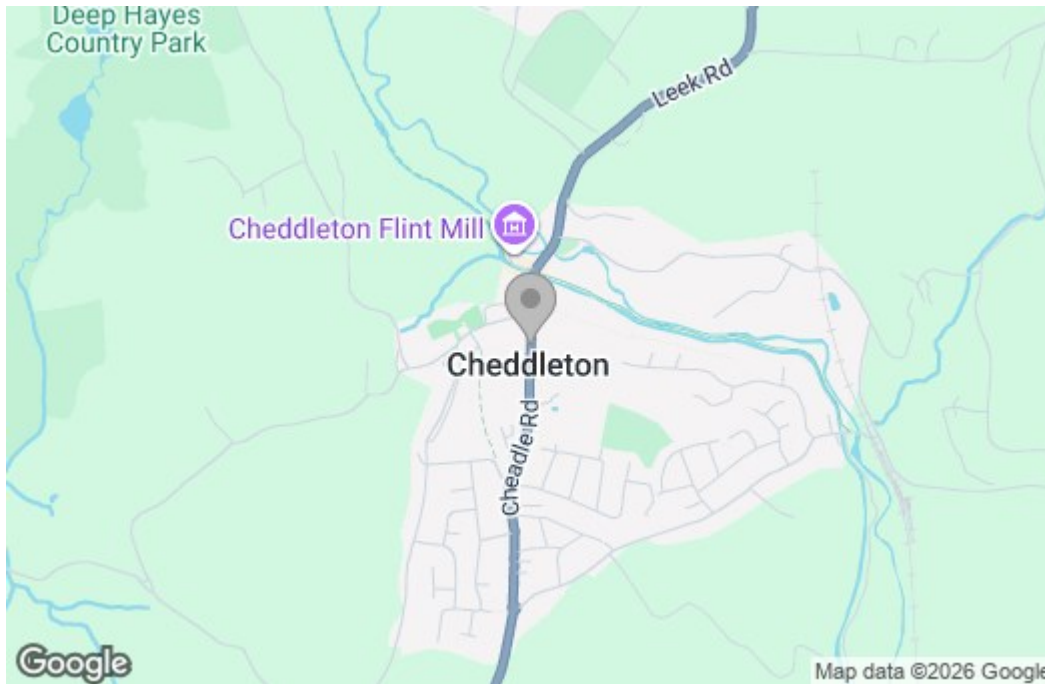 Deep Hayes
Country Park
Leek Rd
Cheddleton Flint Mill
Cheddleton
Cheadle Rd
Google
Map data ©2026 Google